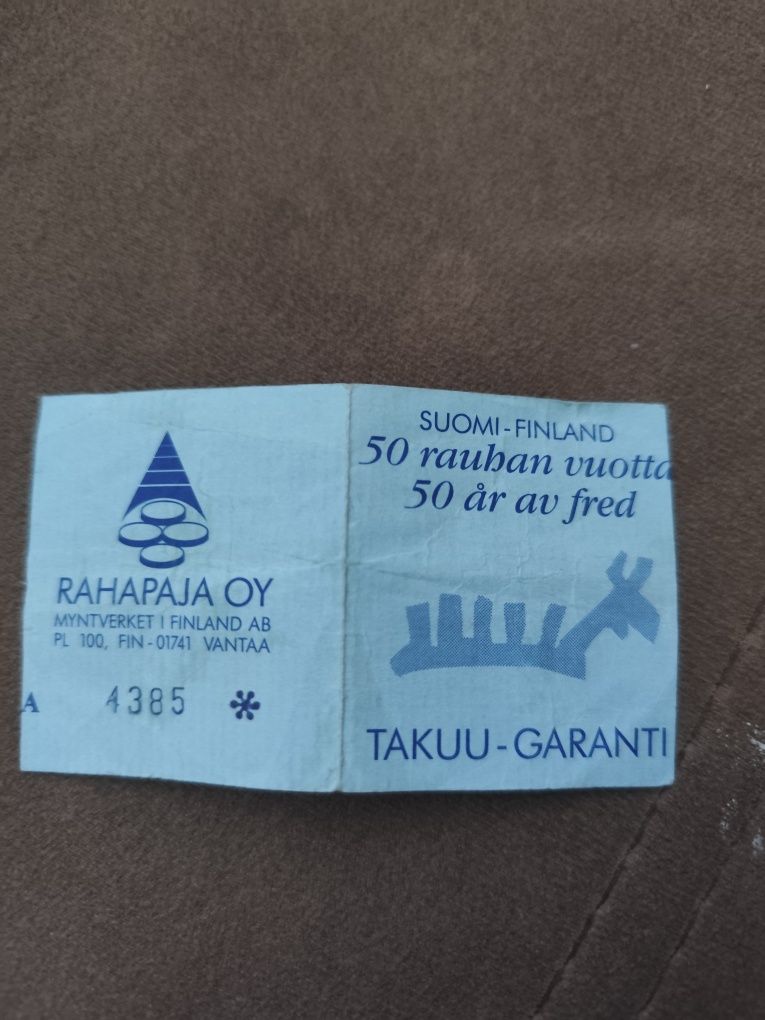 RAHAPAJA OY
MYNTVERKET I FINLAND AB
PL 100, FIN-01741 VANTAA
A 4385 *
SUOMI-FINLAND
50 rauhan vuotta
50 år av fred
TAKUU-GARANTI